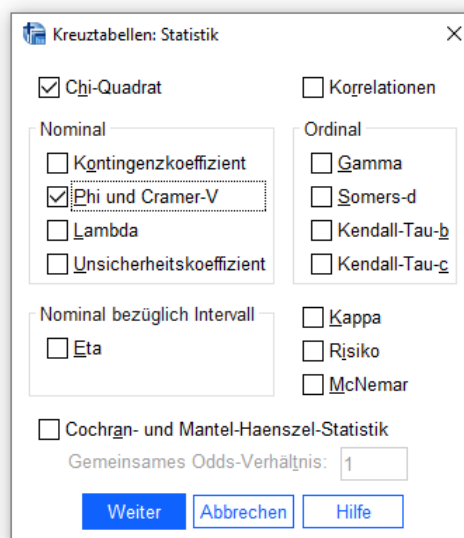 Kreuztabellen: Statistik
Chi-Quadrat
Korrelationen
Nominal
Kontingenzkoeffizient
Phi und Cramer-V
Lambda
Unsicherheitskoeffizient
Ordinal
Gamma
Somers-d
Kendall-Tau-b
Kendall-Tau-c
Nominal bezüglich Intervall
Eta
Kappa
Risiko
McNemar
Cochran- und Mantel-Haenszel-Statistik
Gemeinsames Odds-Verhältnis: 1
Weiter Abbrechen Hilfe